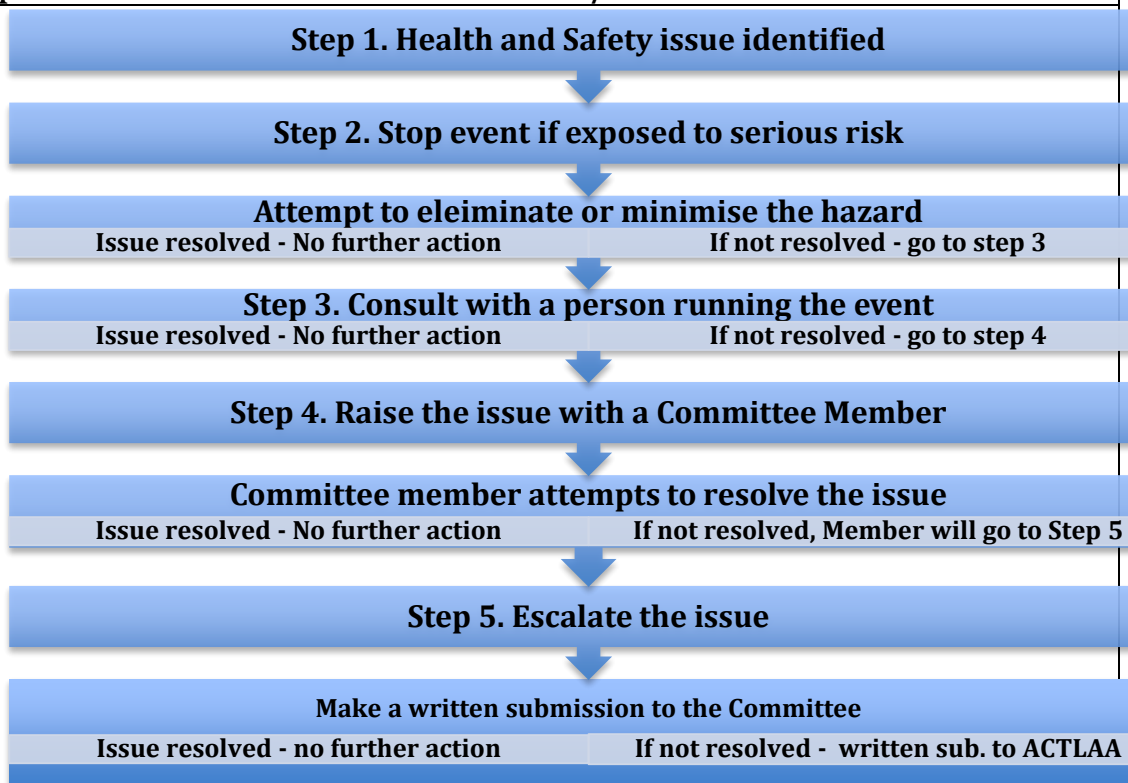 Step 1. Health and Safety issue identified
Step 2. Stop event if exposed to serious risk
Attempt to eleiminate or minimise the hazard
Issue resolved - No further action If not resolved - go to step 3
Step 3. Consult with a person running the event
Issue resolved - No further action If not resolved - go to step 4
Step 4. Raise the issue with a Committee Member
Committee member attempts to resolve the issue
Issue resolved - No further action If not resolved, Member will go to Step 5
Step 5. Escalate the issue
Make a written submission to the Committee
Issue resolved - no further action If not resolved - written sub. to ACTLAA